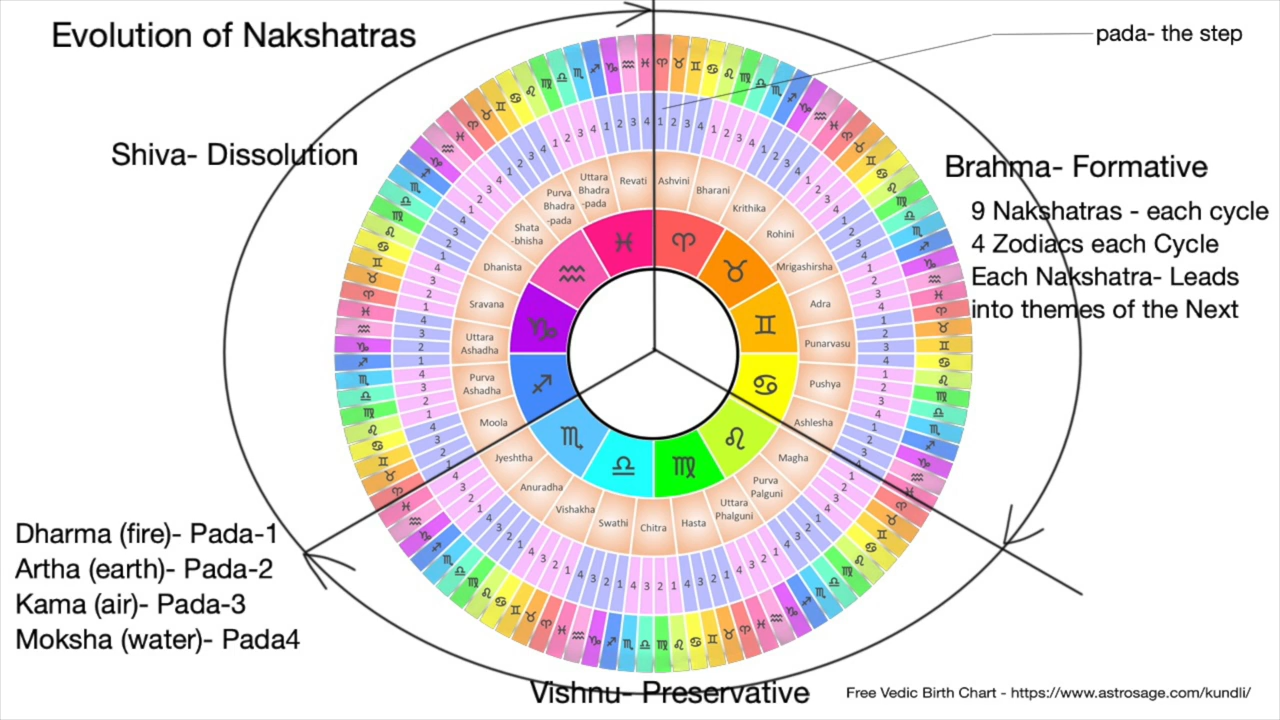 Evolution of Nakshatras
pada- the step
Shiva- Dissolution
Brahma- Formative
9 Nakshatras - each cycle
4 Zodiacs each Cycle
Each Nakshatra- Leads
into themes of the Next
Dharma (fire)- Pada-1
Artha (earth)- Pada-2
Kama (air)- Pada-3
Moksha (water)- Pada4
Vishnu- Preservative
Free Vedic Birth Chart - https://www.astrosage.com/kundli/
Ashvini
Bharani
Krithika
Rohini
Mrigashirsha
Adra
Punarvasu
Pushya
Ashlesha
Magha
Purva
Palguni
Uttara
Phalguni
Hasta
Chitra
Swathi
Vishakha
Anuradha
Jyeshtha
Moola
Purva
Ashadha
Uttara
Ashadha
Sravana
Dhanista
Shata
-bhisha
Purva
Bhadra
-pada
Uttara
Bhadra
-pada
Revati
♈ ♉ ♊ ♋ ♌ ♍ ♎ ♏ ♐ ♑ ♒ ♓
1 2 3 4